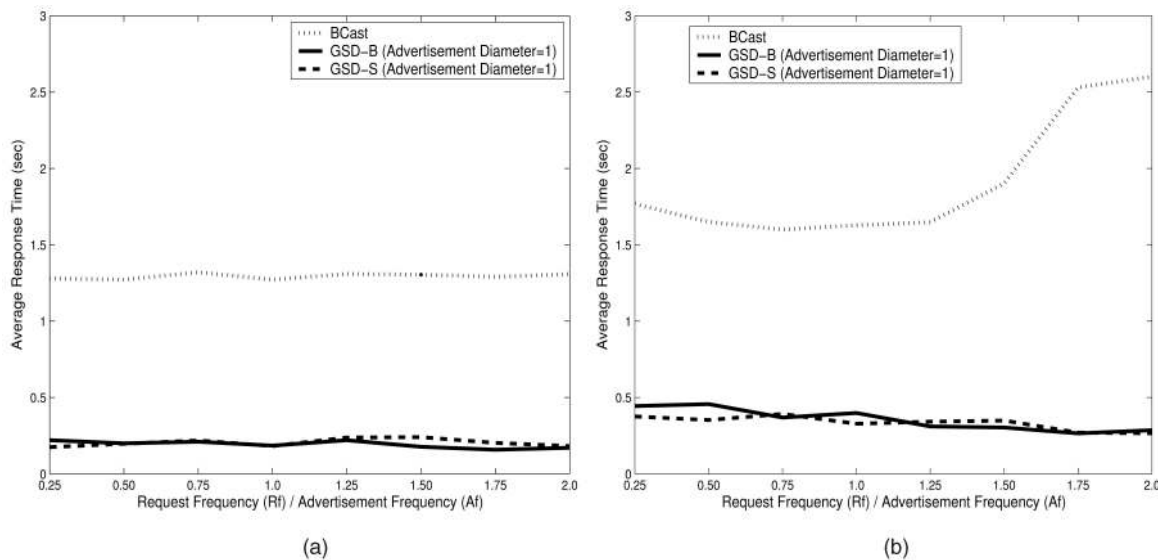 3
2.5
2
1.5
1
0.5
0
Average Response Time (sec)
BCast
GSD-B (Advertisement Diameter=1)
GSD-S (Advertisement Diameter=1)
0.25 0.50 0.75 1.0 1.25 1.50 1.75 2.0
Request Frequency (Rf) / Advertisement Frequency (Af)
(a)
3
2.5
2
1.5
1
0.5
0
Average Response Time (sec)
BCast
GSD-B (Advertisement Diameter=1)
GSD-S (Advertisement Diameter=1)
0.25 0.50 0.75 1.0 1.25 1.50 1.75 2.0
Request Frequency (Rf) / Advertisement Frequency (Af)
(b)